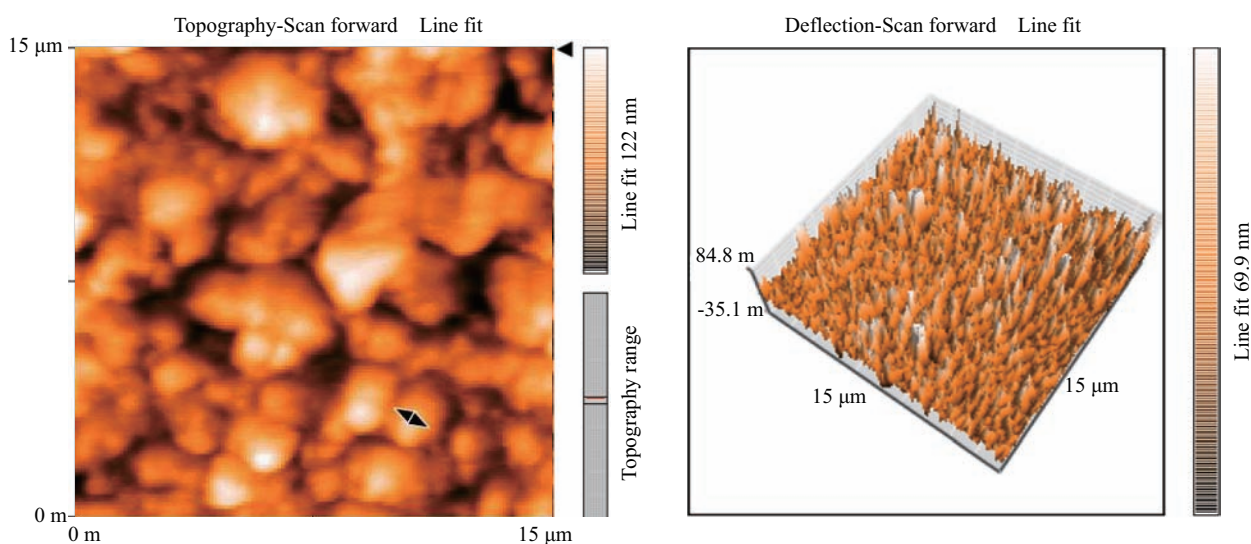 Topography-Scan forward Line fit
15 μm
Line fit 122 nm
Topography range
0 m
0 m
15 μm
Deflection-Scan forward Line fit
84.8 m
-35.1 m
15 μm
15 μm
Line fit 69.9 nm